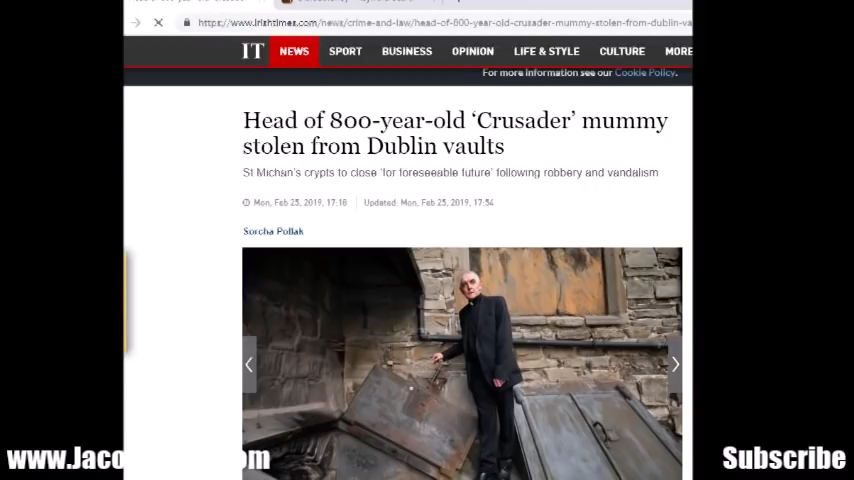 https://www.irishtimes.com/news/crime-and-law/head-of-800-year-old-crusader-mummy-stolen-from-dublin-va
IT NEWS SPORT BUSINESS OPINION LIFE & STYLE CULTURE MORE
For more information see our Cookie Policy.
Head of 800-year-old ‘Crusader’ mummy
stolen from Dublin vaults
St Michan’s crypts to close ‘for foreseeable future’ following robbery and vandalism
Mon, Feb 25, 2019, 17:18 Updated: Mon, Feb 25, 2019, 17:54
Sorcha Pollak
www.Jaco
om
Subscribe